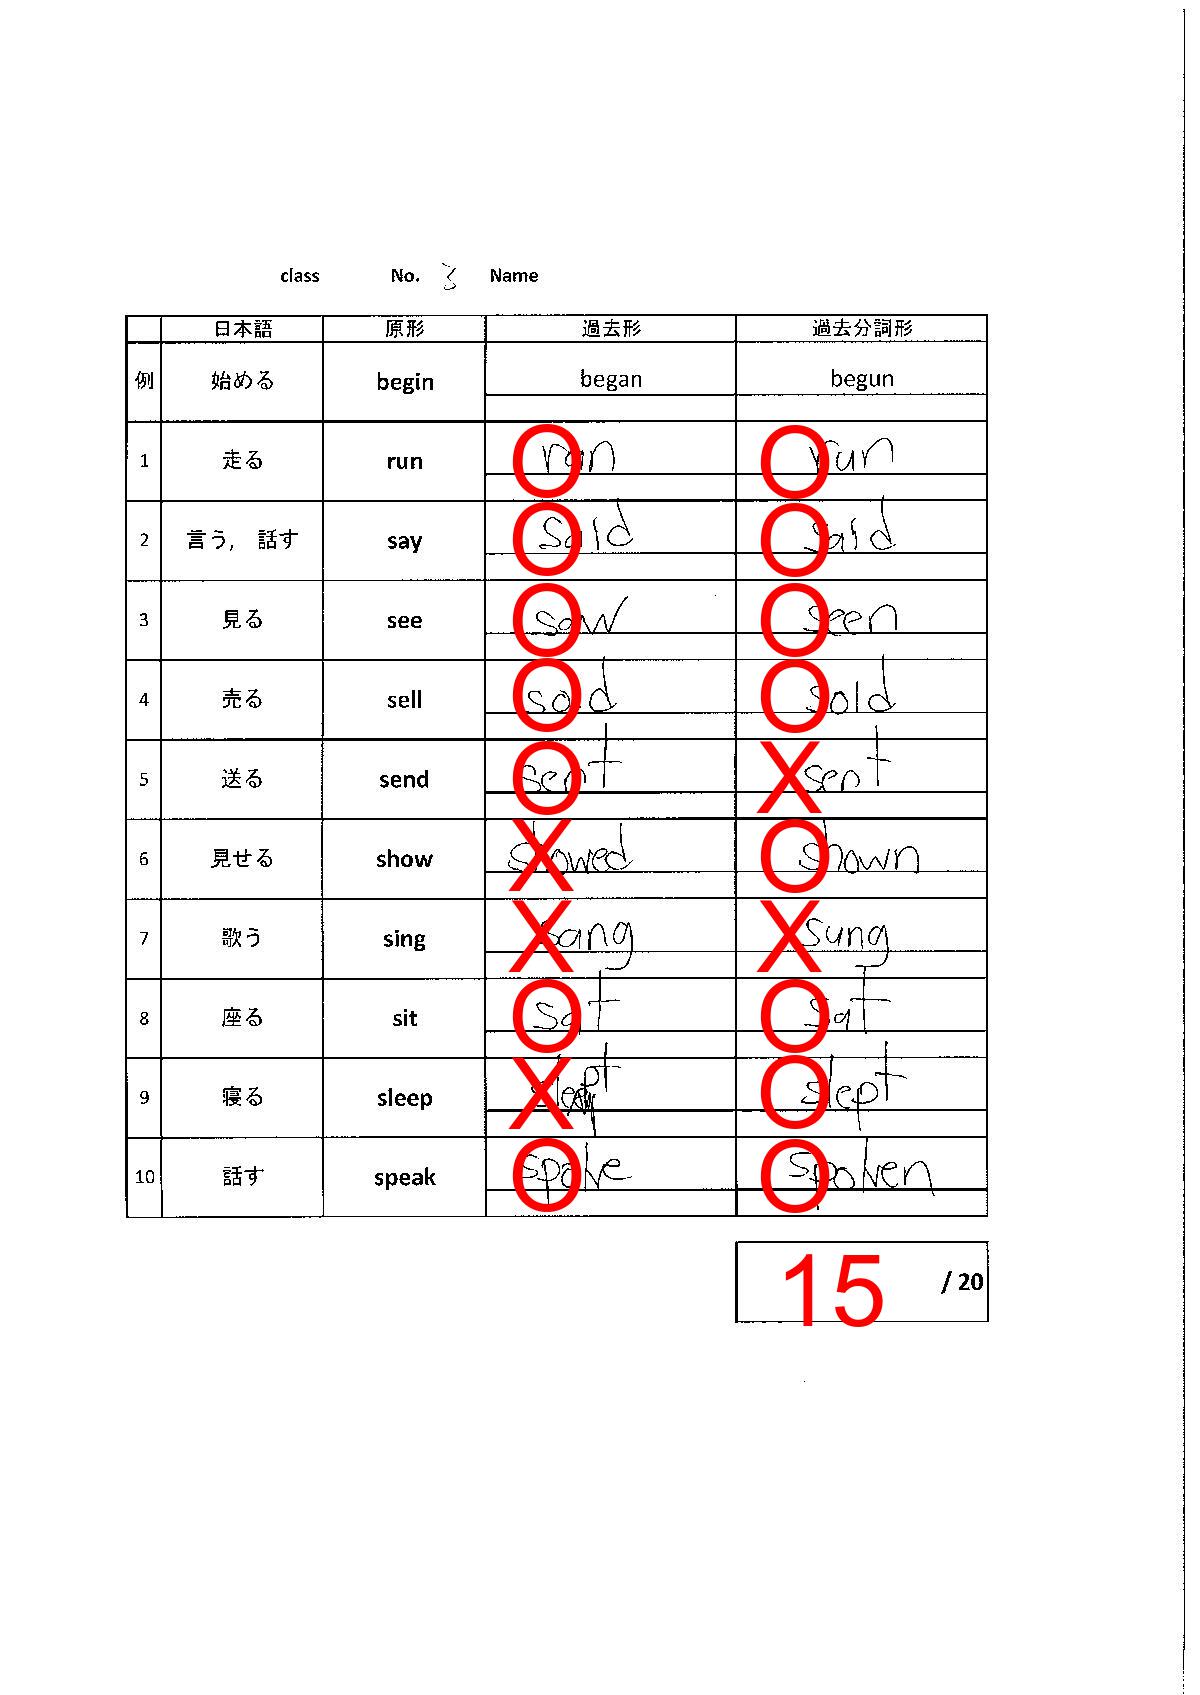 class No. 3 Name
日本語 原形 過去形 過去分詞形
例 始める begin began begun
1 走る run O ran O run
2 言う, 話す say O said O said
3 見る see O saw O seen
4 売る sell O sold O sold
5 送る send O sent X sent
6 見せる show X showed O shown
7 歌う sing X sang X sung
8 座る sit O sat O sat
9 寝る sleep X slept O slept
10 話す speak O spoke O spoken
15 / 20